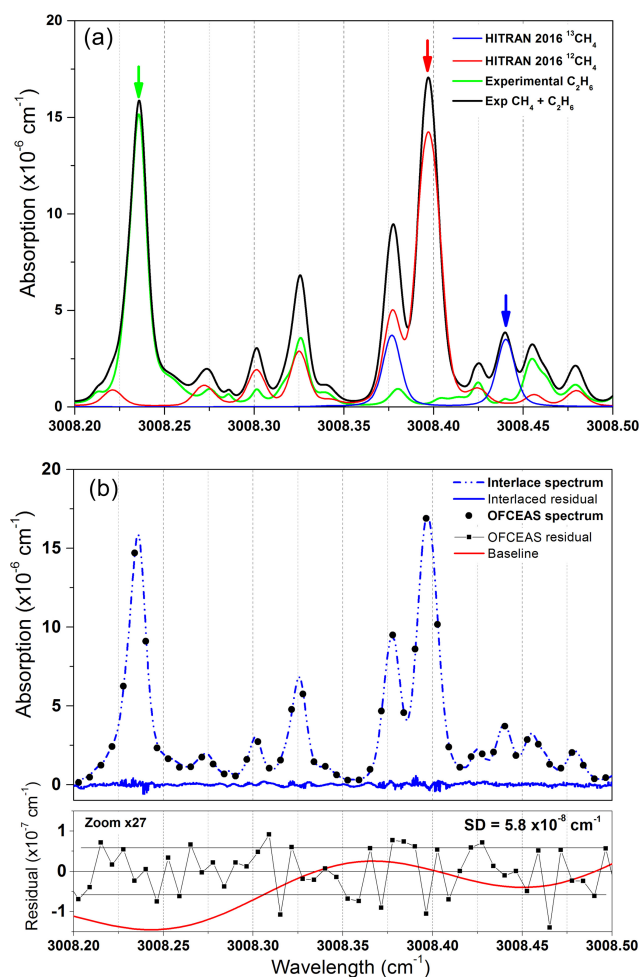 (a)
HITRAN 2016 ¹³CH₄
HITRAN 2016 ¹²CH₄
Experimental C₂H₆
Exp CH₄ + C₂H₆
20
15
10
5
0
Absorption (x10⁻⁶ cm⁻¹)
3008.20 3008.25 3008.30 3008.35 3008.40 3008.45 3008.50
(b)
Interlace spectrum
Interlaced residual
OFCEAS spectrum
OFCEAS residual
Baseline
20
15
10
5
0
Absorption (x10⁻⁶ cm⁻¹)
Zoom x27
SD = 5.8 x10⁻⁸ cm⁻¹
1
0
-1
Residual (x10⁻⁷ cm⁻¹)
3008.20 3008.25 3008.30 3008.35 3008.40 3008.45 3008.50
Wavelength (cm⁻¹)